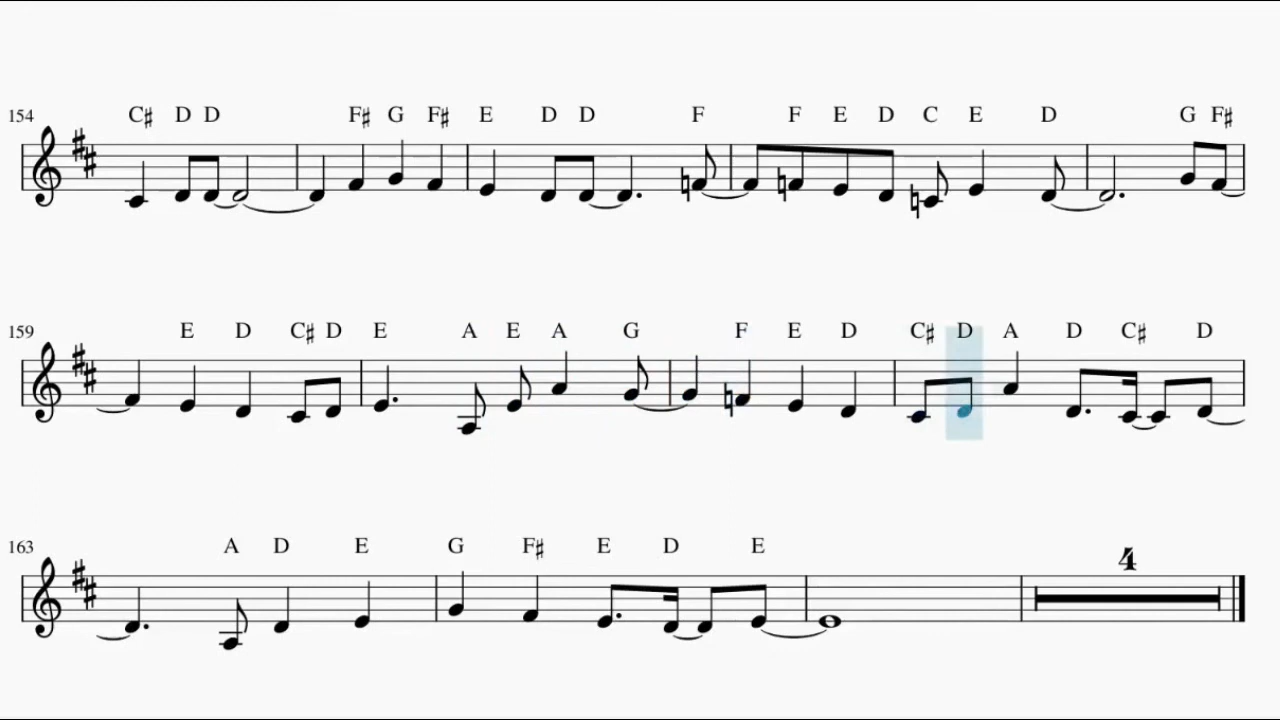 154 C♯ D D F♯ G F♯ E D D F F E D C E D G F♯
159 E D C♯ D E A E A G F E D C♯ D A D C♯ D
163 A D E G F♯ E D E 4